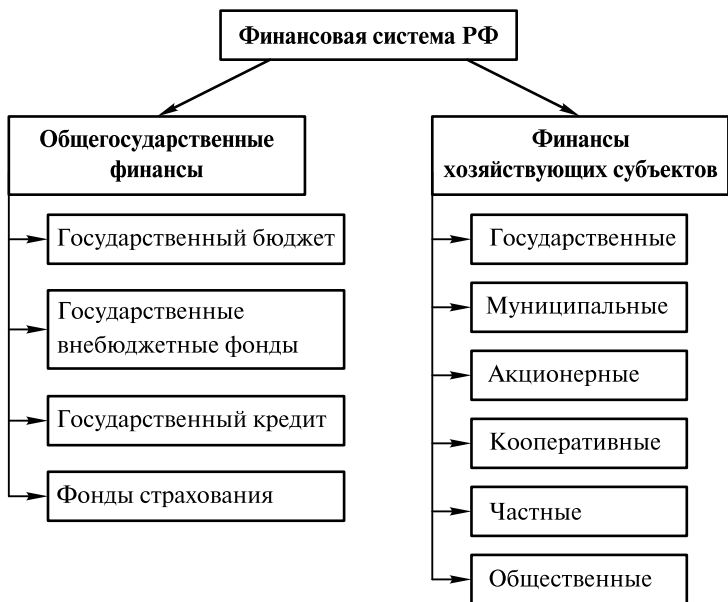 Финансовая система РФ
Общегосударственные
финансы
Государственный бюджет
Государственные
внебюджетные фонды
Государственный кредит
Фонды страхования
Финансы
хозяйствующих субъектов
Государственные
Муниципальные
Акционерные
Кооперативные
Частные
Общественные